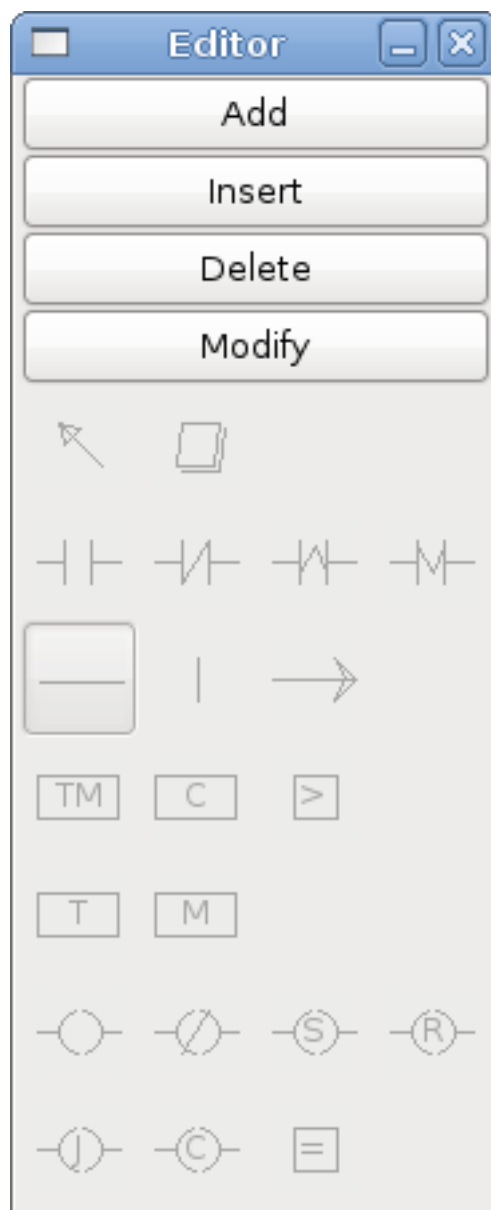 Editor
Add
Insert
Delete
Modify
TM C >
T M
S R
J C =